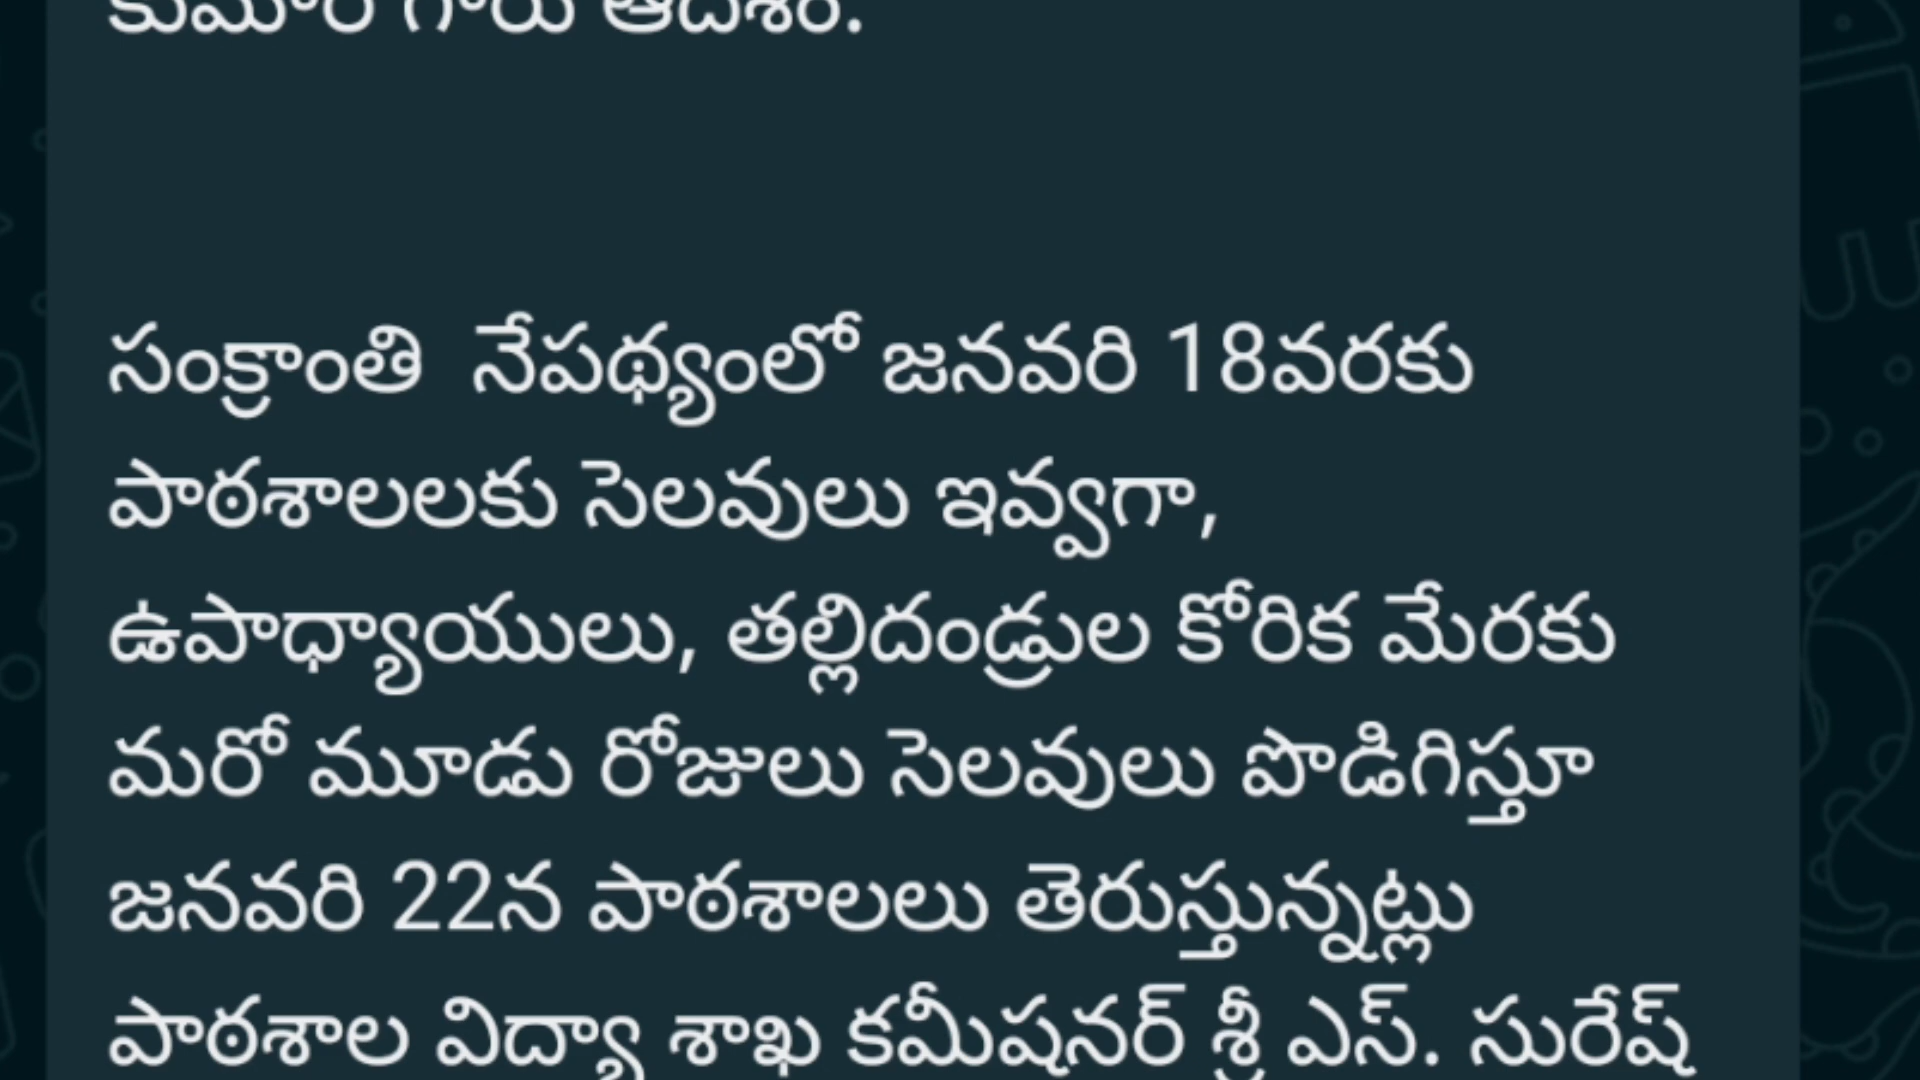 కుమార్ గారు ఆదేశం.
సంక్రాంతి నేపథ్యంలో జనవరి 18వరకు
పాఠశాలలకు సెలవులు ఇవ్వగా,
ఉపాధ్యాయులు, తల్లిదండ్రుల కోరిక మేరకు
మరో మూడు రోజులు సెలవులు పొడిగిస్తూ
జనవరి 22న పాఠశాలలు తెరుస్తున్నట్లు
పాఠశాల విద్యా శాఖ కమీషనర్ శ్రీ ఎస్. సురేష్